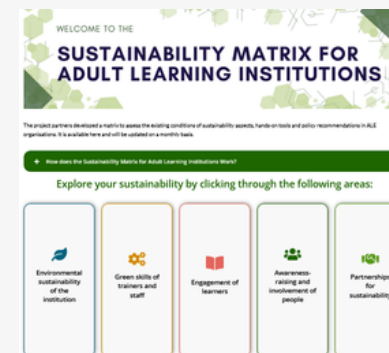 WELCOME TO THE
SUSTAINABILITY MATRIX FOR
ADULT LEARNING INSTITUTIONS
The project partners developed a matrix to assess the existing conditions of sustainability aspects, hands-on tools and policy recommendations in ALE
organisations. It is available here and will be updated on a monthly basis.
+ How does the Sustainability Matrix for Adult Learning Institutions Work?
Explore your sustainability by clicking through the following areas:
Environmental
sustainability
of the
institution
Green skills of
trainers and
staff
Engagement of
learners
Awareness-
raising and
involvement of
people
Partnerships
for
sustainability